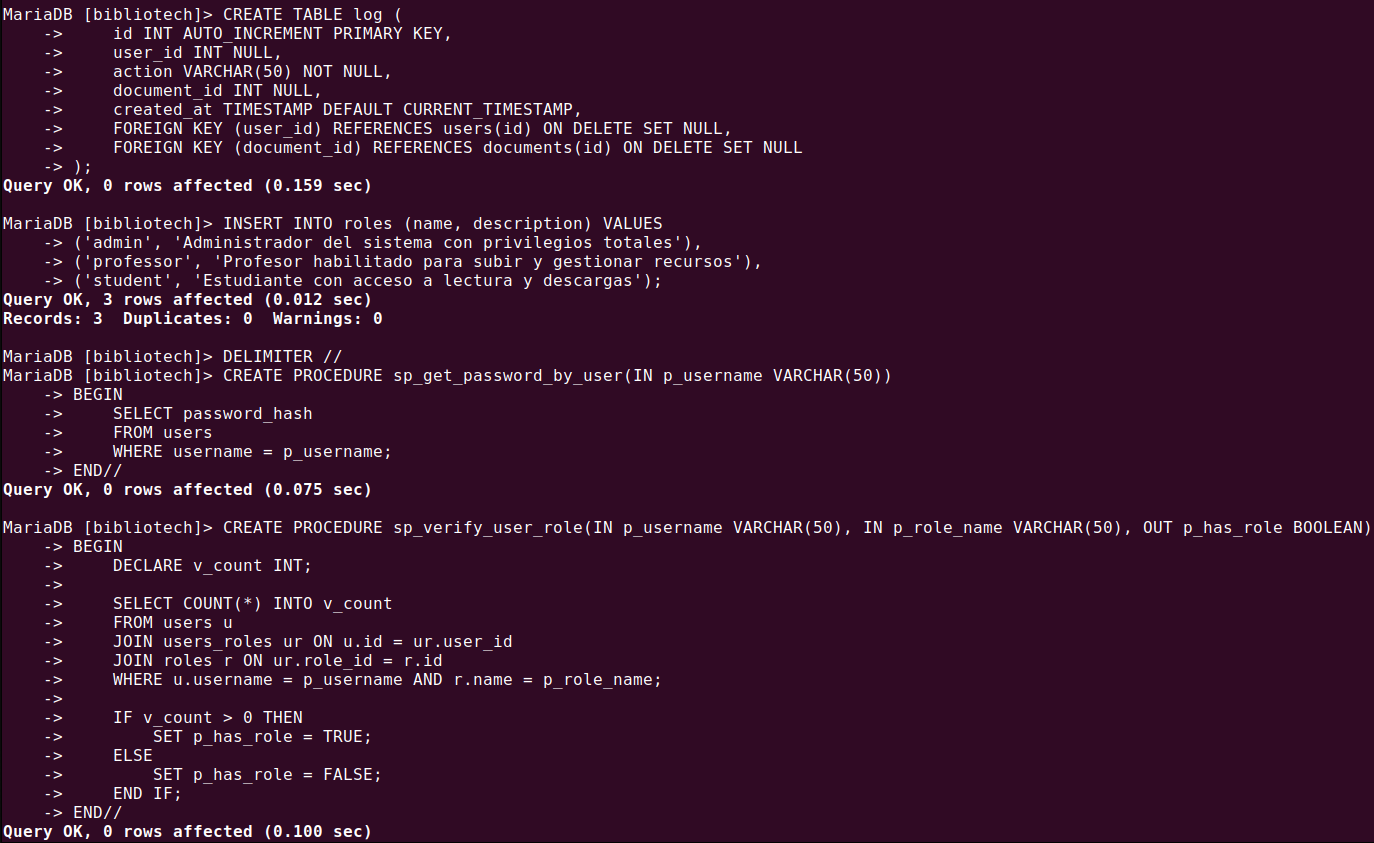 MariaDB [bibliotech]> CREATE TABLE log (
    ->     id INT AUTO_INCREMENT PRIMARY KEY,
    ->     user_id INT NULL,
    ->     action VARCHAR(50) NOT NULL,
    ->     document_id INT NULL,
    ->     created_at TIMESTAMP DEFAULT CURRENT_TIMESTAMP,
    ->     FOREIGN KEY (user_id) REFERENCES users(id) ON DELETE SET NULL,
    ->     FOREIGN KEY (document_id) REFERENCES documents(id) ON DELETE SET NULL
    -> );
Query OK, 0 rows affected (0.159 sec)

MariaDB [bibliotech]> INSERT INTO roles (name, description) VALUES
    -> ('admin', 'Administrador del sistema con privilegios totales'),
    -> ('professor', 'Profesor habilitado para subir y gestionar recursos'),
    -> ('student', 'Estudiante con acceso a lectura y descargas');
Query OK, 3 rows affected (0.012 sec)
Records: 3  Duplicates: 0  Warnings: 0

MariaDB [bibliotech]> DELIMITER //
MariaDB [bibliotech]> CREATE PROCEDURE sp_get_password_by_user(IN p_username VARCHAR(50))
    -> BEGIN
    ->     SELECT password_hash
    ->     FROM users
    ->     WHERE username = p_username;
    -> END//
Query OK, 0 rows affected (0.075 sec)

MariaDB [bibliotech]> CREATE PROCEDURE sp_verify_user_role(IN p_username VARCHAR(50), IN p_role_name VARCHAR(50), OUT p_has_role BOOLEAN)
    -> BEGIN
    ->     DECLARE v_count INT;
    ->
    ->     SELECT COUNT(*) INTO v_count
    ->     FROM users u
    ->     JOIN users_roles ur ON u.id = ur.user_id
    ->     JOIN roles r ON ur.role_id = r.id
    ->     WHERE u.username = p_username AND r.name = p_role_name;
    ->
    ->     IF v_count > 0 THEN
    ->         SET p_has_role = TRUE;
    ->     ELSE
    ->         SET p_has_role = FALSE;
    ->     END IF;
    -> END//
Query OK, 0 rows affected (0.100 sec)